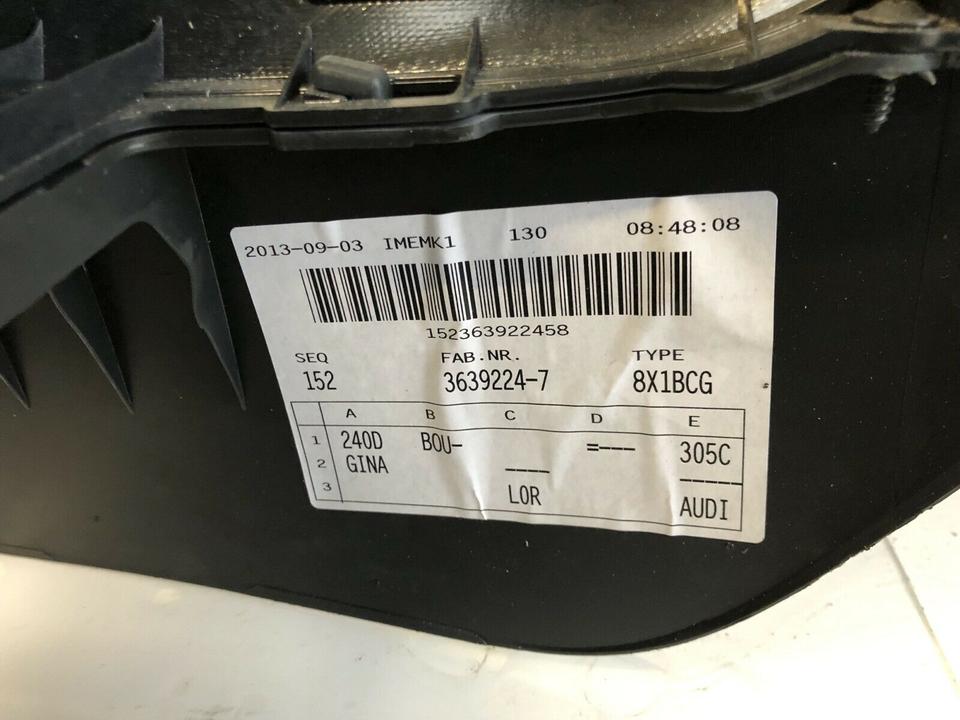 2013-09-03 IMEMK1 130 08:48:08
152363922458
SEQ FAB.NR. TYPE
152 3639224-7 8X1BCG
A B C D E
1 240D BOU- =--- 305C
2 GINA ---- -----
3 LOR AUDI